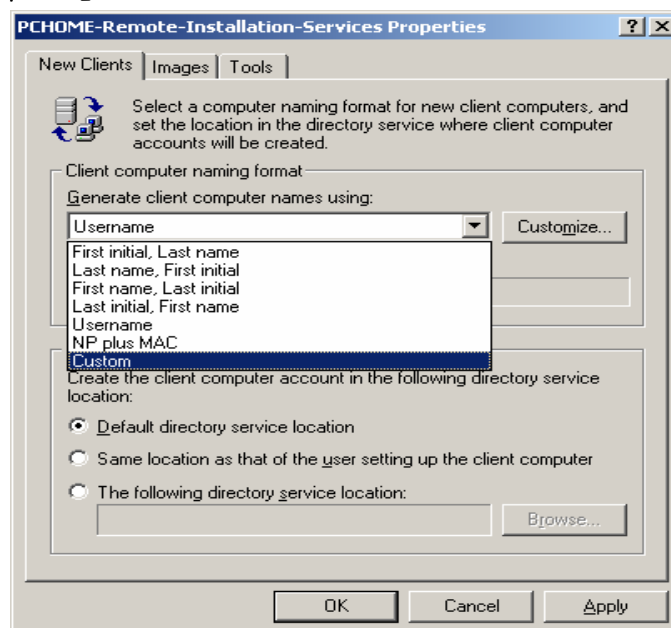 PCHOME-Remote-Installation-Services Properties
New Clients
Images
Tools
Select a computer naming format for new client computers, and
set the location in the directory service where client computer
accounts will be created.
Client computer naming format
Generate client computer names using:
Username
Customize...
First initial, Last name
Last name, First initial
First name, Last initial
Last initial, First name
Username
NP plus MAC
Custom
Create the client computer account in the following directory service
location:
Default directory service location
Same location as that of the user setting up the client computer
The following directory service location:
Browse...
OK
Cancel
Apply